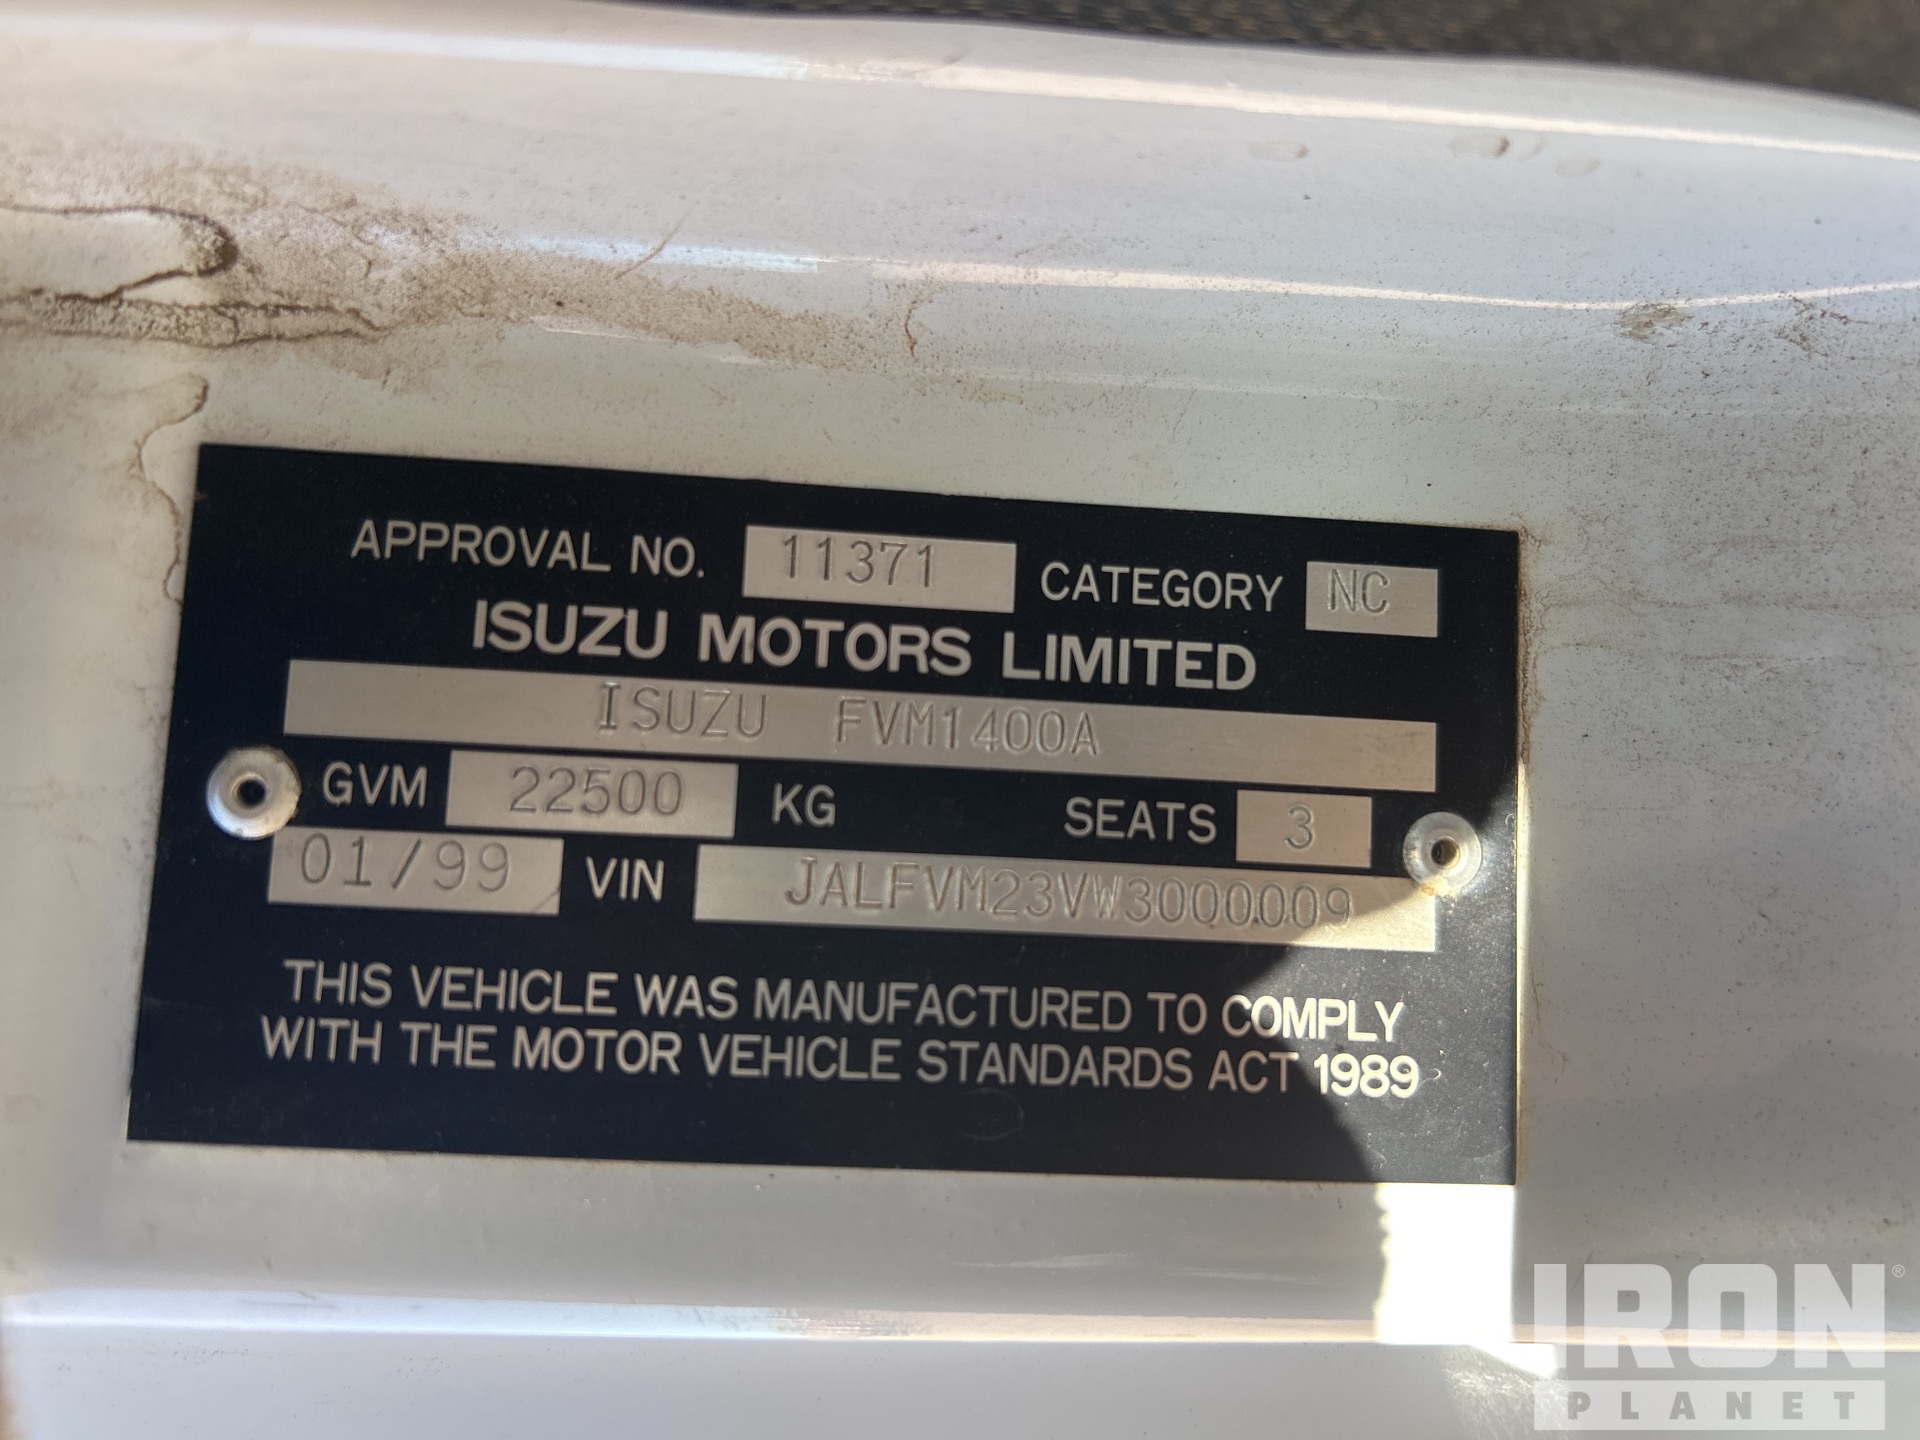 APPROVAL NO. 11371 CATEGORY NC
ISUZU MOTORS LIMITED
ISUZU FVM1400A
GVM 22500 KG SEATS 3
01/99 VIN JALFVM23VW3000009
THIS VEHICLE WAS MANUFACTURED TO COMPLY
WITH THE MOTOR VEHICLE STANDARDS ACT 1989
IRON®
PLANET